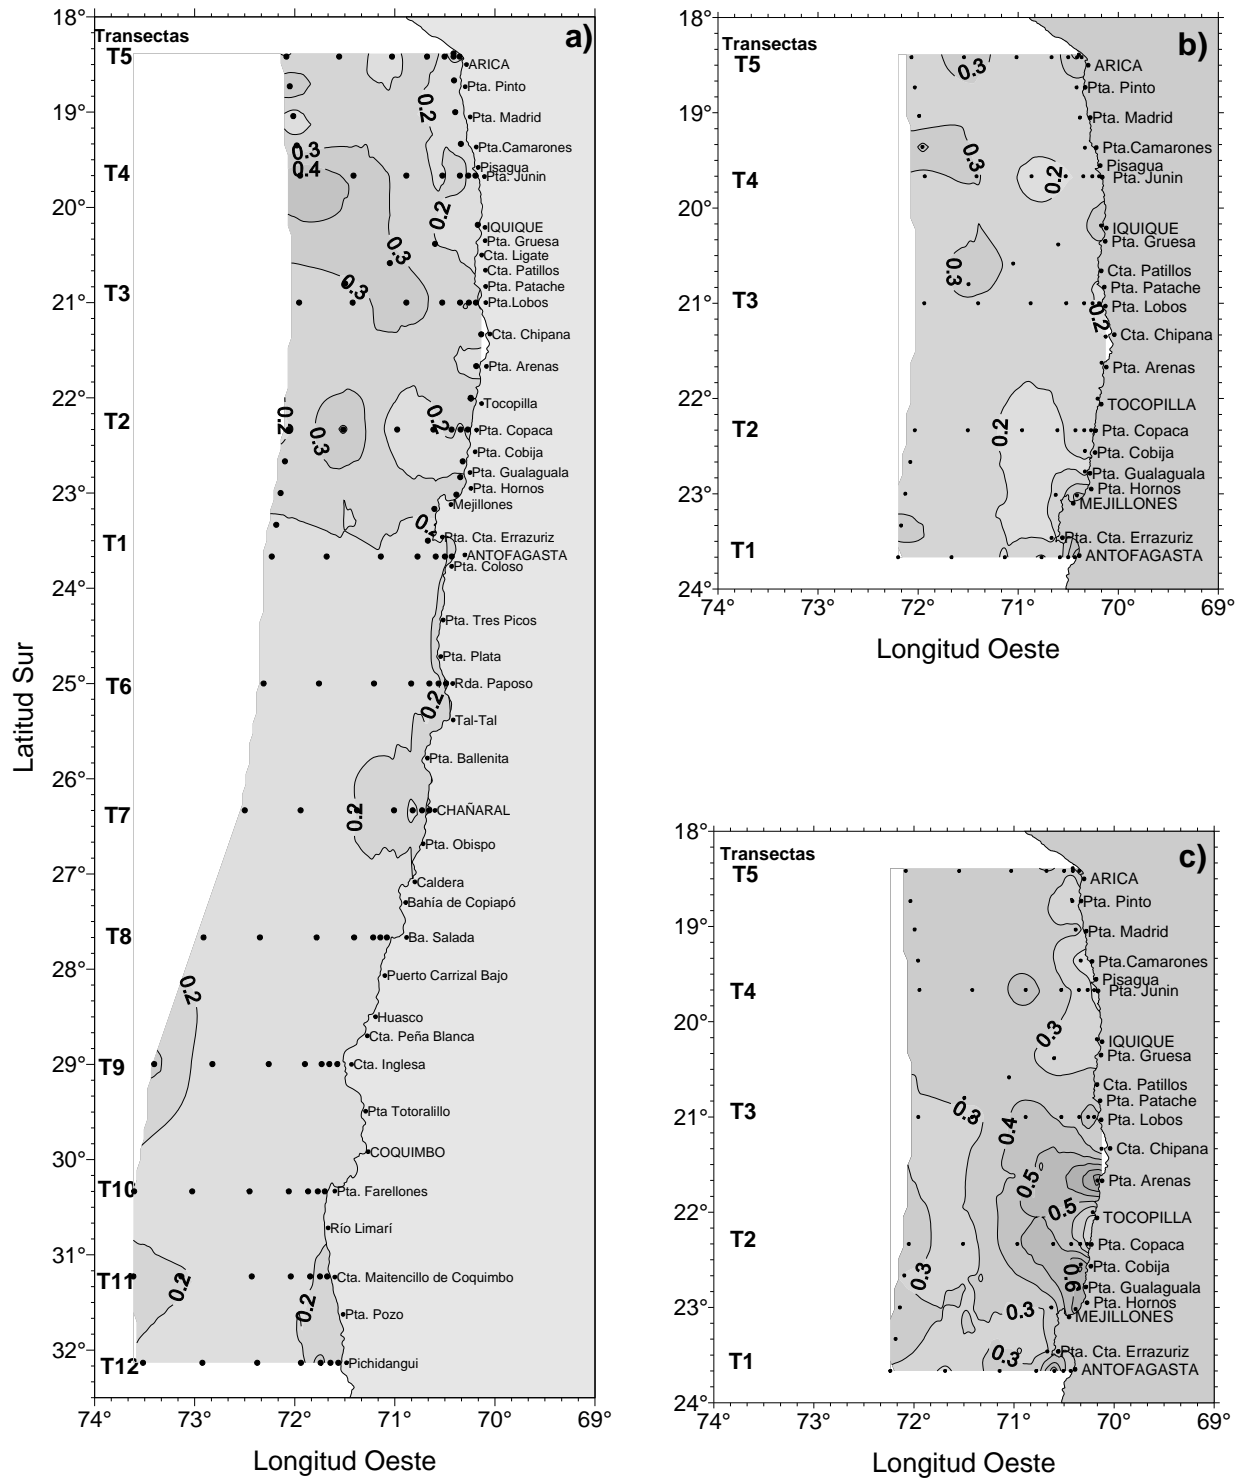 a)
Transectas
18°
19°
20°
21°
22°
23°
24°
25°
26°
27°
28°
29°
30°
31°
32°
Latitud Sur
T5
T4
T3
T2
T1
T6
T7
T8
T9
T10
T11
T12
ARICA
Pta. Pinto
Pta. Madrid
Pta.Camarones
Pisagua
Pta. Junin
IQUIQUE
Pta. Gruesa
Cta. Ligate
Cta. Patillos
Pta. Patache
Pta.Lobos
Cta. Chipana
Pta. Arenas
Tocopilla
Pta. Copaca
Pta. Cobija
Pta. Gualaguala
Pta. Hornos
Mejillones
Pta. Cta. Errazuriz
ANTOFAGASTA
Pta. Coloso
Pta. Tres Picos
Pta. Plata
Rda. Paposo
Tal-Tal
Pta. Ballenita
CHAÑARAL
Pta. Obispo
Caldera
Bahía de Copiapó
Ba. Salada
Puerto Carrizal Bajo
Huasco
Cta. Peña Blanca
Cta. Inglesa
Pta Totoralillo
COQUIMBO
Pta. Farellones
Río Limarí
Cta. Maitencillo de Coquimbo
Pta. Pozo
Pichidangui
0.2
0.3
0.4
0.2
0.3
0.3
0.2
0.3
0.2
0.2
0.2
0.2
0.2
0.2
74°
73°
72°
71°
70°
69°
Longitud Oeste
b)
Transectas
18°
19°
20°
21°
22°
23°
24°
T5
T4
T3
T2
T1
ARICA
Pta. Pinto
Pta. Madrid
Pta.Camarones
Pisagua
Pta. Junin
IQUIQUE
Pta. Gruesa
Cta. Patillos
Pta. Patache
Pta. Lobos
Cta. Chipana
Pta. Arenas
TOCOPILLA
Pta. Copaca
Pta. Cobija
Pta. Gualaguala
Pta. Hornos
MEJILLONES
Pta. Cta. Errazuriz
ANTOFAGASTA
0.3
0.3
0.2
0.3
0.2
0.2
74°
73°
72°
71°
70°
69°
Longitud Oeste
c)
Transectas
18°
19°
20°
21°
22°
23°
24°
T5
T4
T3
T2
T1
ARICA
Pta. Pinto
Pta. Madrid
Pta.Camarones
Pisagua
Pta. Junin
IQUIQUE
Pta. Gruesa
Cta. Patillos
Pta. Patache
Pta. Lobos
Cta. Chipana
Pta. Arenas
TOCOPILLA
Pta. Copaca
Pta. Cobija
Pta. Gualaguala
Pta. Hornos
MEJILLONES
Pta. Cta. Errazuriz
ANTOFAGASTA
0.3
0.3
0.4
0.5
0.5
0.3
0.6
0.3
0.3
74°
73°
72°
71°
70°
69°
Longitud Oeste